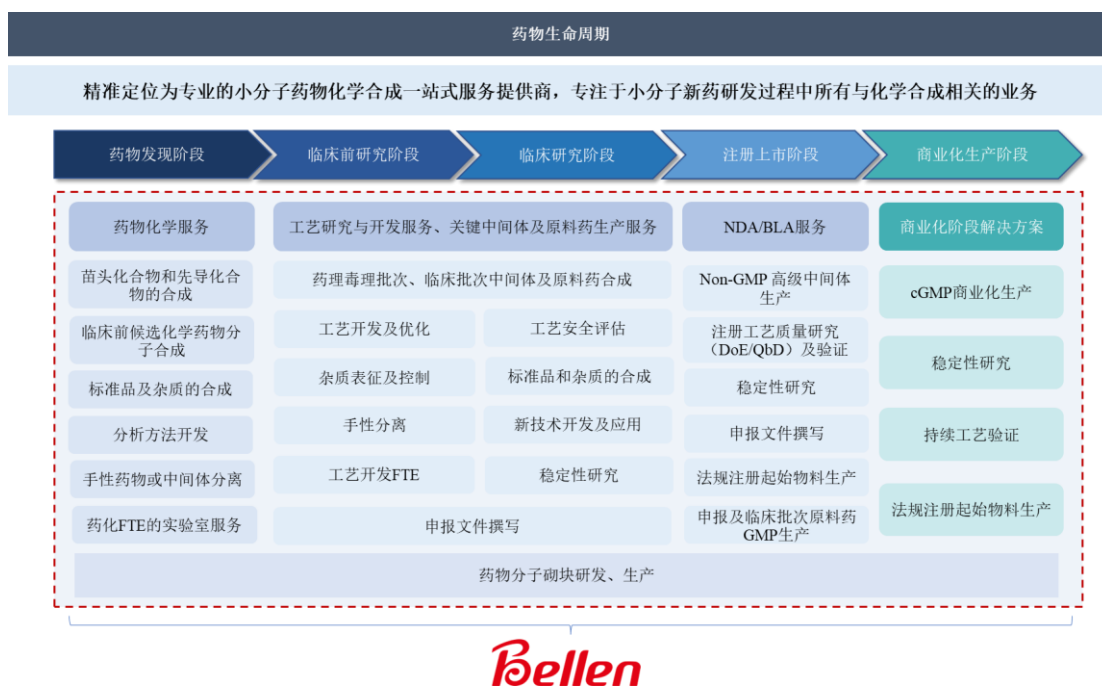 药物生命周期
精准定位为专业的小分子药物化学合成一站式服务提供商，专注于小分子新药研发过程中所有与化学合成相关的业务
药物发现阶段
临床前研究阶段
临床研究阶段
注册上市阶段
商业化生产阶段
药物化学服务
苗头化合物和先导化合
物的合成
临床前候选化学药物分
子合成
标准品及杂质的合成
分析方法开发
手性药物或中间体分离
药化FTE的实验室服务
工艺研究与开发服务、关键中间体及原料药生产服务
药理毒理批次、临床批次中间体及原料药合成
工艺开发及优化
工艺安全评估
杂质表征及控制
标准品和杂质的合成
手性分离
新技术开发及应用
工艺开发FTE
稳定性研究
申报文件撰写
NDA/BLA服务
Non-GMP 高级中间体
生产
注册工艺质量研究
（DoE/QbD）及验证
稳定性研究
申报文件撰写
法规注册起始物料生产
申报及临床批次原料药
GMP生产
商业化阶段解决方案
cGMP商业化生产
稳定性研究
持续工艺验证
法规注册起始物料生产
药物分子砌块研发、生产
Bellen